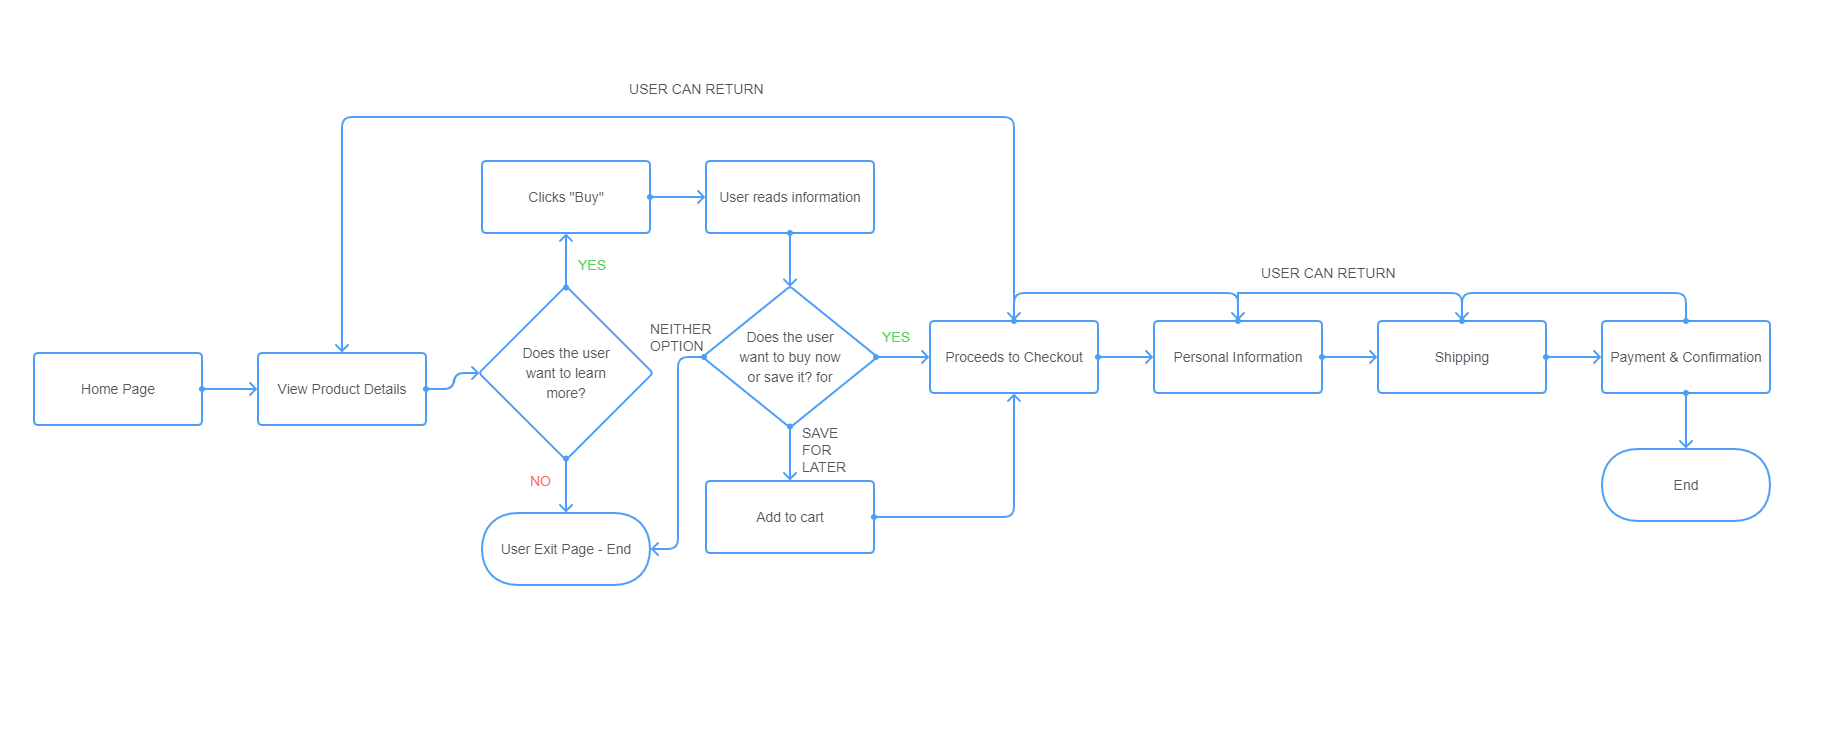 USER CAN RETURN
Clicks "Buy"
User reads information
YES
USER CAN RETURN
NEITHER
OPTION
Does the user
want to buy now
or save it? for
YES
Does the user
want to learn
more?
Proceeds to Checkout
Personal Information
Shipping
Payment & Confirmation
Home Page
View Product Details
SAVE
FOR
LATER
NO
End
Add to cart
User Exit Page - End